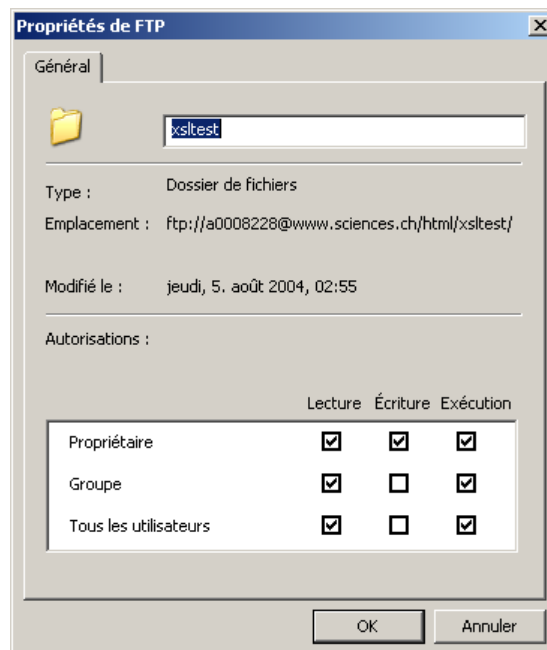 Propriétés de FTP
Général
xsltest
Type : Dossier de fichiers
Emplacement : ftp://a0008228@www.sciences.ch/html/xsltest/
Modifié le : jeudi, 5. août 2004, 02:55
Autorisations :
Lecture Écriture Exécution
Propriétaire
Groupe
Tous les utilisateurs
OK Annuler